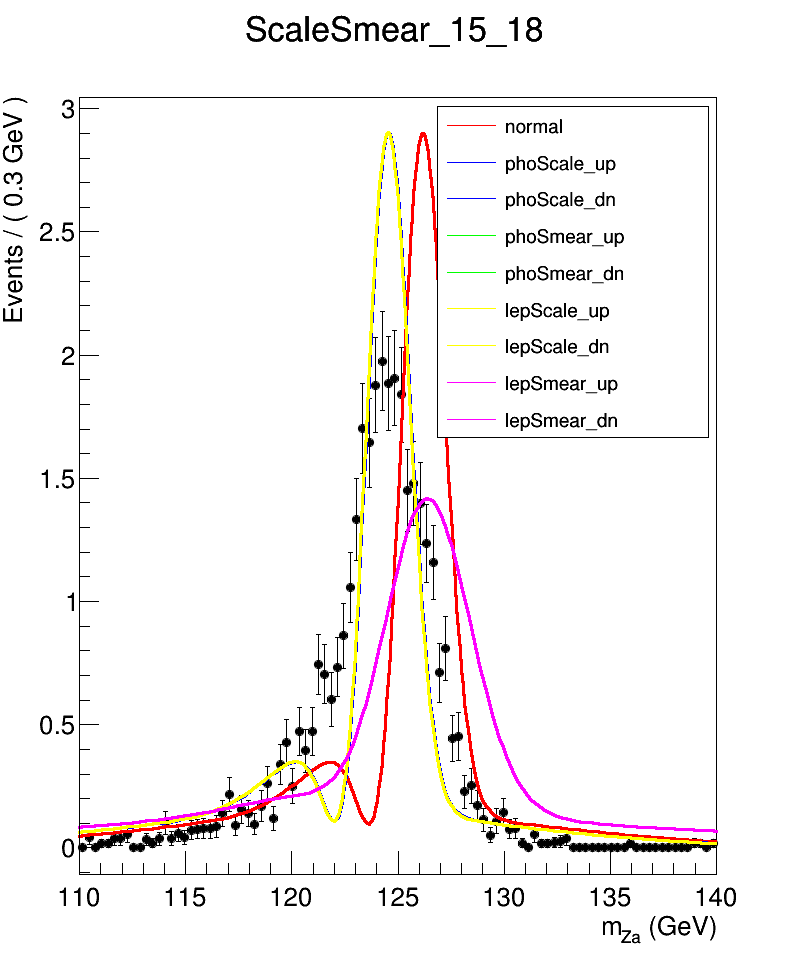 ScaleSmear_15_18
Events / ( 0.3 GeV )
3
2.5
2
1.5
1
0.5
0
normal
phoScale_up
phoScale_dn
phoSmear_up
phoSmear_dn
lepScale_up
lepScale_dn
lepSmear_up
lepSmear_dn
110 115 120 125 130 135 140
m_Za (GeV)